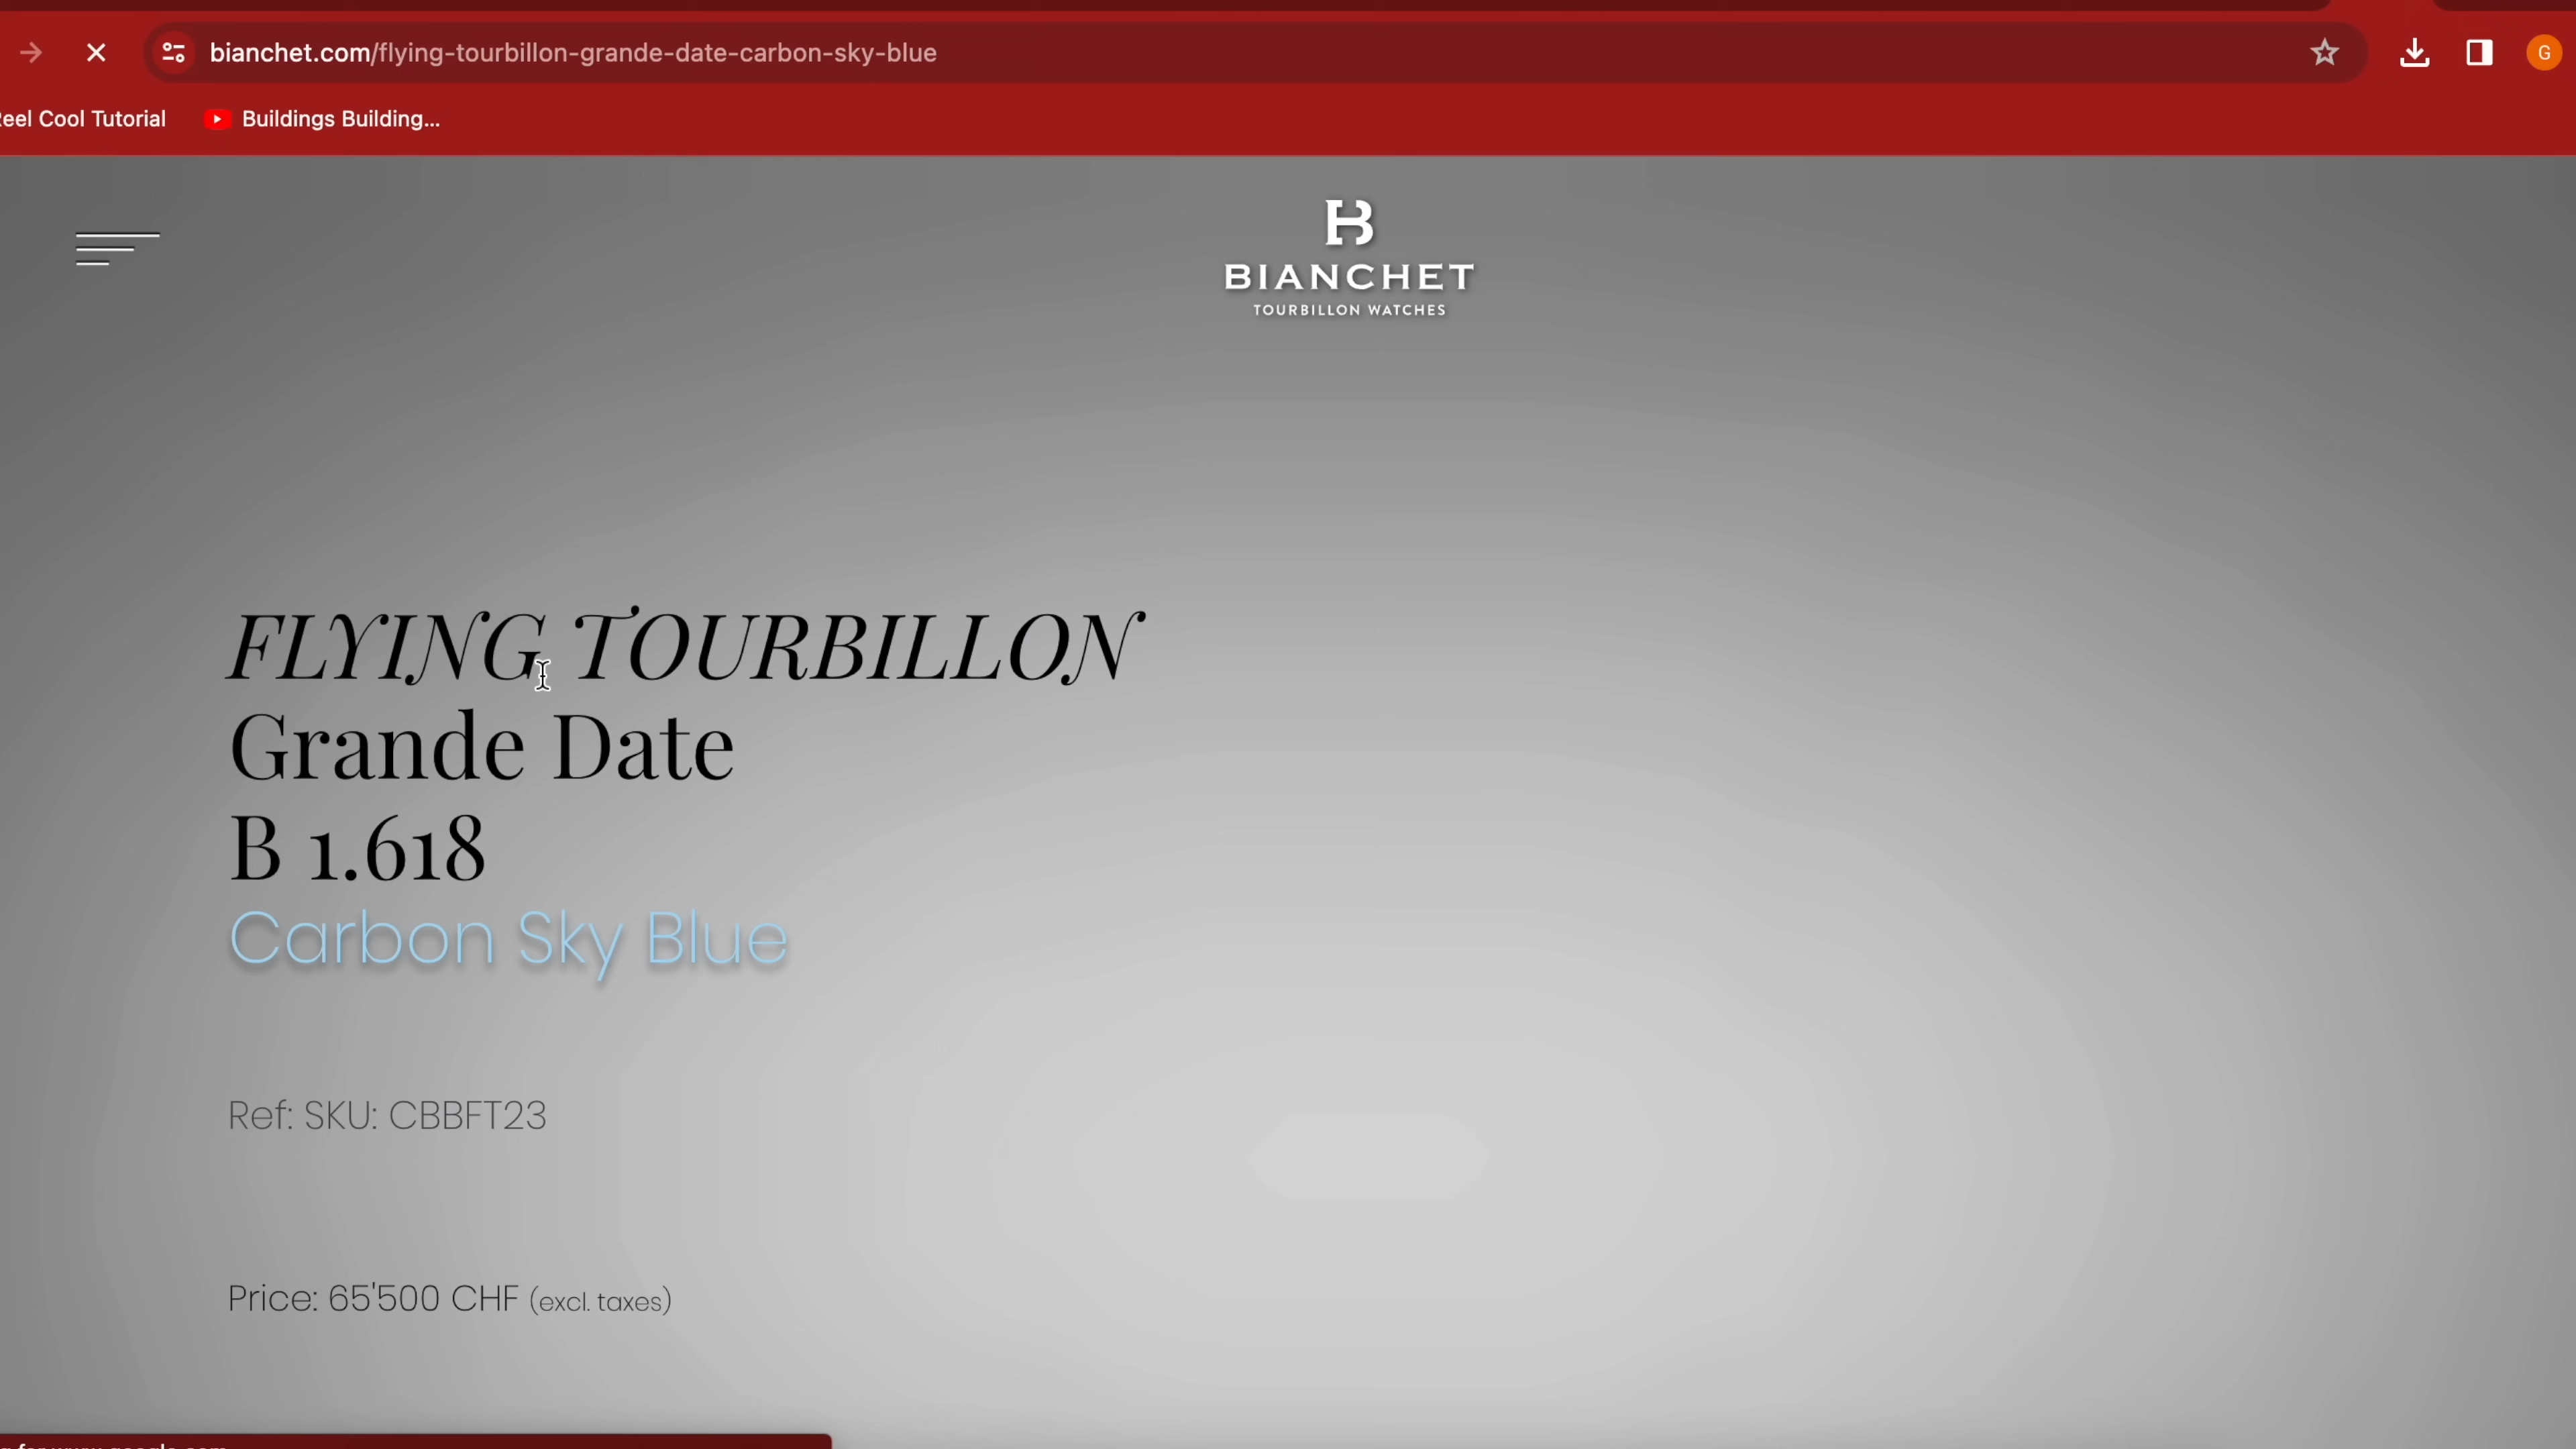 bianchet.com/flying-tourbillon-grande-date-carbon-sky-blue
G
eel Cool Tutorial
Buildings Building...
B
BIANCHET
TOURBILLON WATCHES
FLYING TOURBILLON
Grande Date
B 1.618
Carbon Sky Blue
Ref: SKU: CBBFT23
Price: 65'500 CHF (excl. taxes)